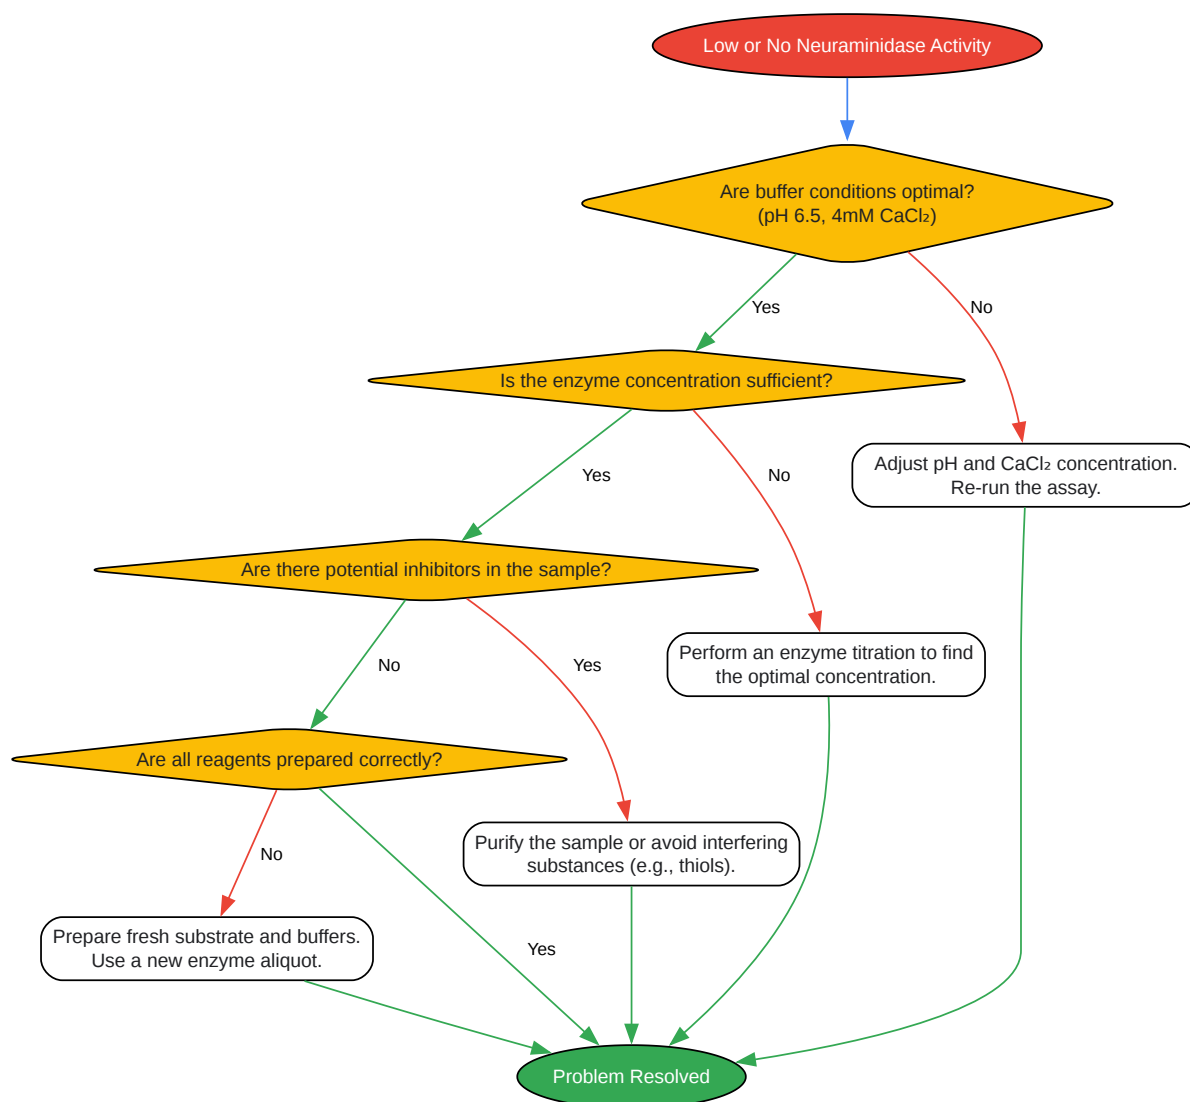 Low or No Neuraminidase Activity
Are buffer conditions optimal?
(pH 6.5, 4mM CaCl₂)
Yes
No
Is the enzyme concentration sufficient?
Adjust pH and CaCl₂ concentration.
Re-run the assay.
Yes
No
Are there potential inhibitors in the sample?
Perform an enzyme titration to find
the optimal concentration.
No
Yes
Are all reagents prepared correctly?
Purify the sample or avoid interfering
substances (e.g., thiols).
No
Prepare fresh substrate and buffers.
Use a new enzyme aliquot.
Yes
Problem Resolved